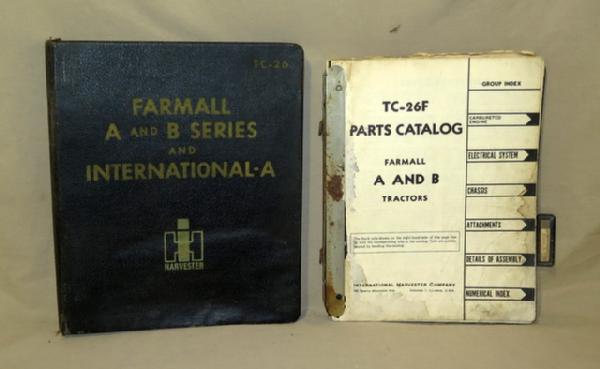 TC-26
FARMALL
A AND B SERIES
AND
INTERNATIONAL-A
IH
HARVESTER
TC-26F
PARTS CATALOG
FARMALL
A AND B
TRACTORS
INTERNATIONAL HARVESTER COMPANY
GROUP INDEX
CARBURETED
ENGINE
ELECTRICAL SYSTEM
CHASSIS
ATTACHMENTS
DETAILS OF ASSEMBLY
NUMERICAL INDEX